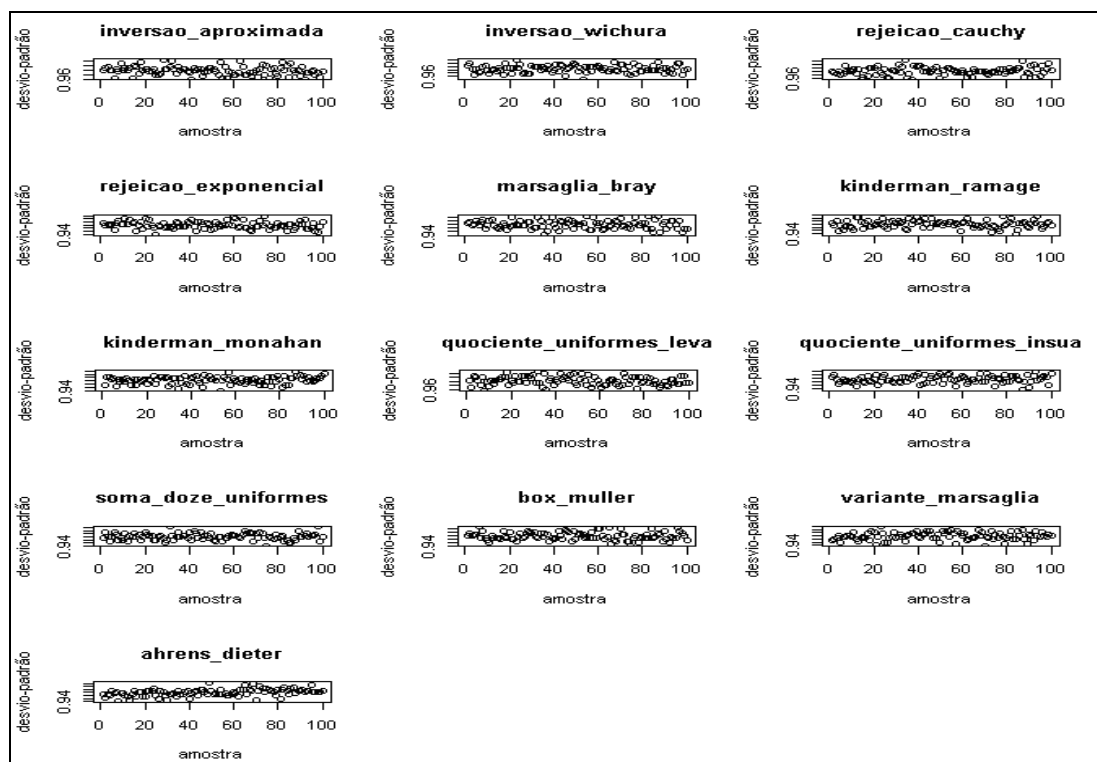 inversao_aproximada
desvio-padrão
0.96
0 20 40 60 80 100
amostra
inversao_wichura
desvio-padrão
0.96
0 20 40 60 80 100
amostra
rejeicao_cauchy
desvio-padrão
0.96
0 20 40 60 80 100
amostra
rejeicao_exponencial
desvio-padrão
0.94
0 20 40 60 80 100
amostra
marsaglia_bray
desvio-padrão
0.94
0 20 40 60 80 100
amostra
kinderman_ramage
desvio-padrão
0.94
0 20 40 60 80 100
amostra
kinderman_monahan
desvio-padrão
0.94
0 20 40 60 80 100
amostra
quociente_uniformes_leva
desvio-padrão
0.96
0 20 40 60 80 100
amostra
quociente_uniformes_insua
desvio-padrão
0.94
0 20 40 60 80 100
amostra
soma_doze_uniformes
desvio-padrão
0.94
0 20 40 60 80 100
amostra
box_muller
desvio-padrão
0.94
0 20 40 60 80 100
amostra
variante_marsaglia
desvio-padrão
0.94
0 20 40 60 80 100
amostra
ahrens_dieter
desvio-padrão
0.94
0 20 40 60 80 100
amostra